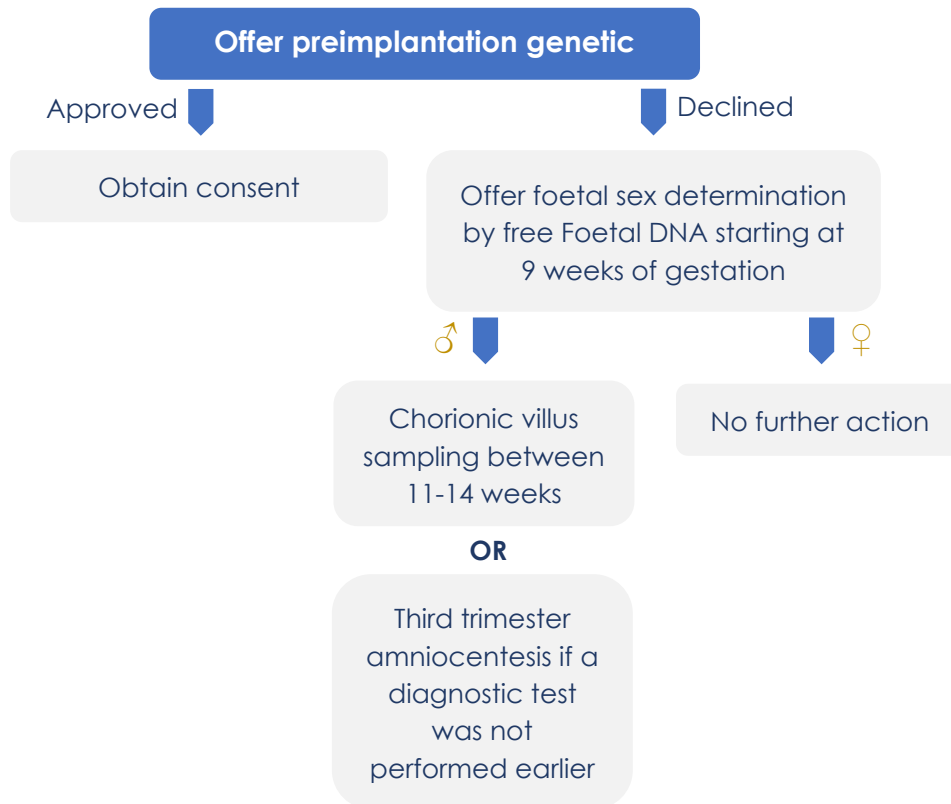 Offer preimplantation genetic
Approved
Declined
Obtain consent
Offer foetal sex determination
by free Foetal DNA starting at
9 weeks of gestation
♂
♀
Chorionic villus
sampling between
11-14 weeks
No further action
OR
Third trimester
amniocentesis if a
diagnostic test
was not
performed earlier